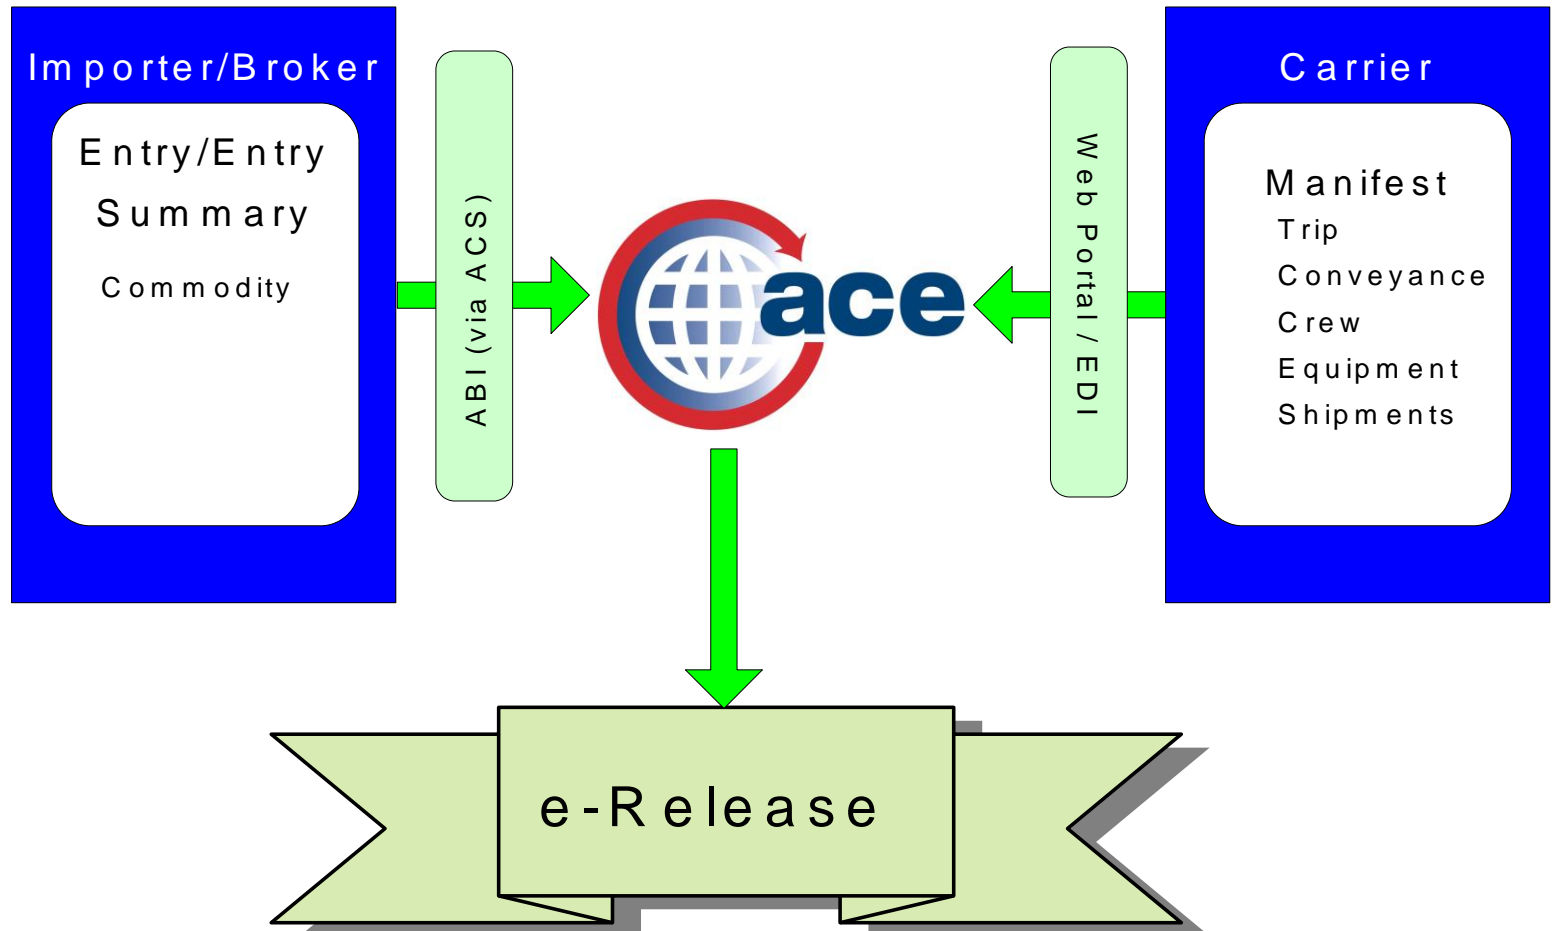 Importer/Broker
Entry/Entry
Summary
Commodity
ABI (via ACS)
ace
Web Portal / EDI
Carrier
Manifest
Trip
Conveyance
Crew
Equipment
Shipments
e-Release